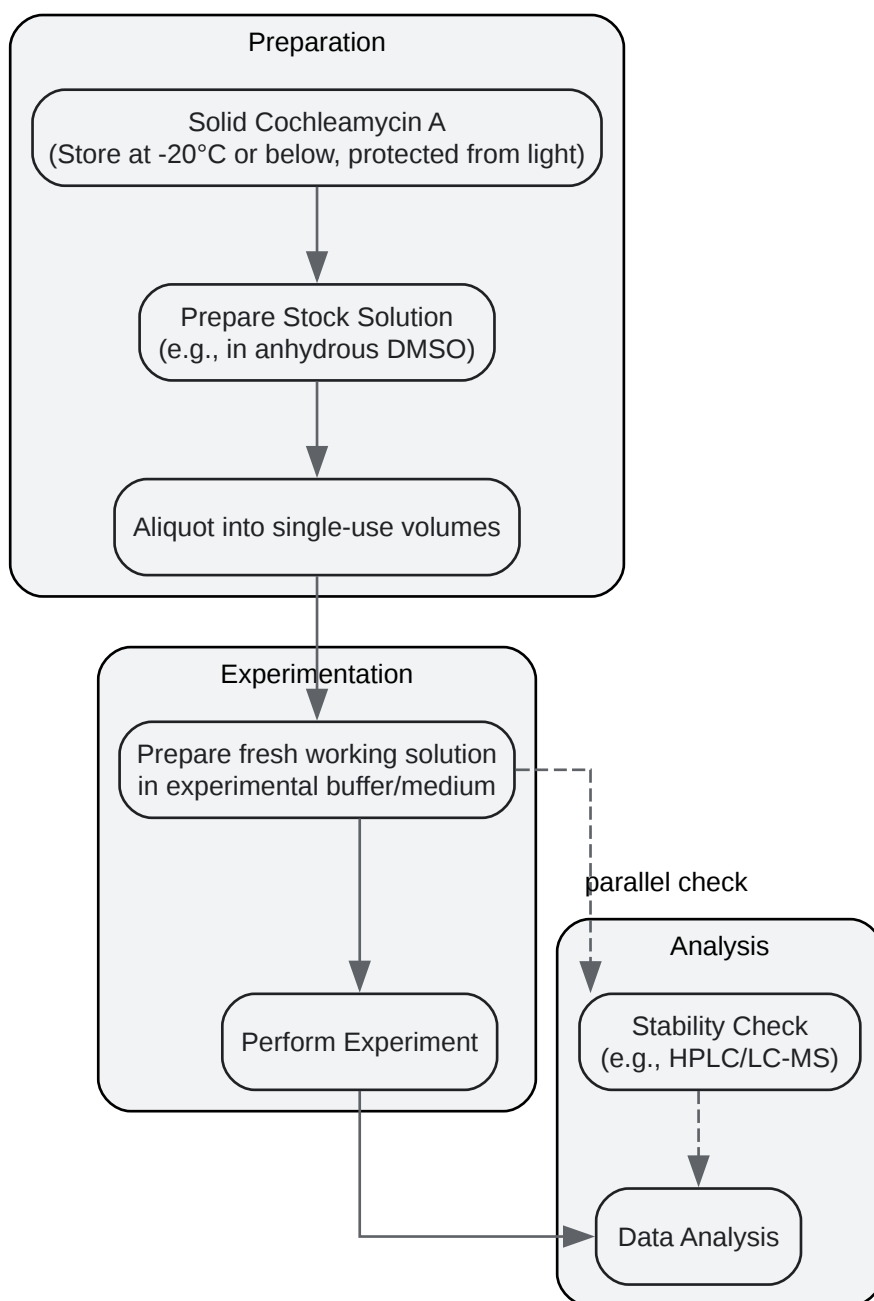 Preparation
Solid Cochleamycin A
(Store at -20°C or below, protected from light)
Prepare Stock Solution
(e.g., in anhydrous DMSO)
Aliquot into single-use volumes
Experimentation
Prepare fresh working solution
in experimental buffer/medium
parallel check
Analysis
Perform Experiment
Stability Check
(e.g., HPLC/LC-MS)
Data Analysis